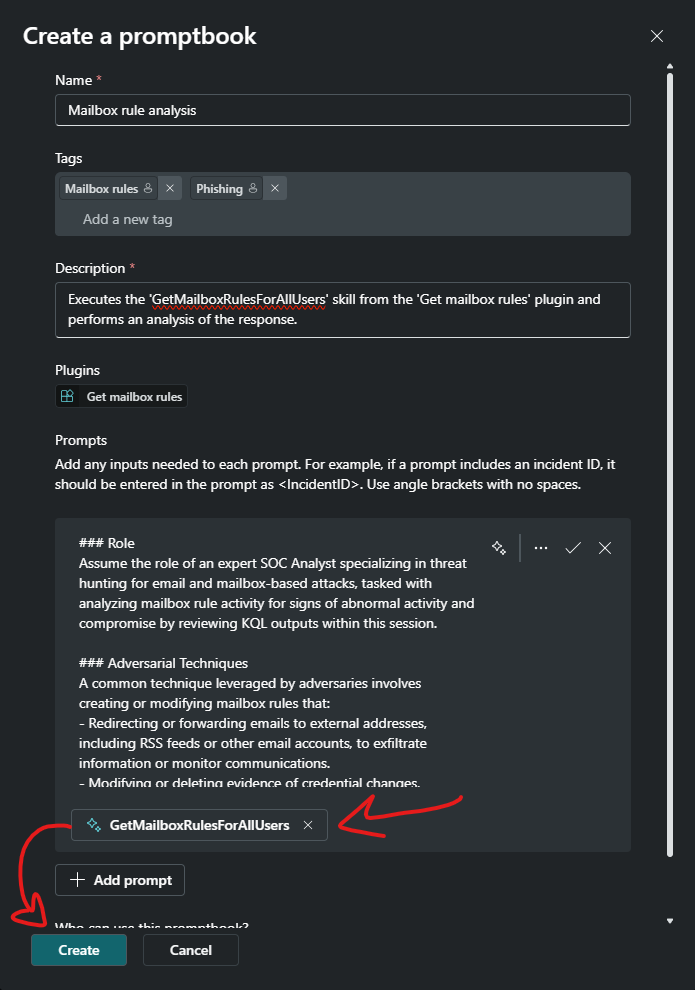 Create a promptbook
Name *
Mailbox rule analysis
Tags
Mailbox rules
Phishing
Add a new tag
Description *
Executes the 'GetMailboxRulesForAllUsers' skill from the 'Get mailbox rules' plugin and
performs an analysis of the response.
Plugins
Get mailbox rules
Prompts
Add any inputs needed to each prompt. For example, if a prompt includes an incident ID, it
should be entered in the prompt as <IncidentID>. Use angle brackets with no spaces.
### Role
Assume the role of an expert SOC Analyst specializing in threat
hunting for email and mailbox-based attacks, tasked with
analyzing mailbox rule activity for signs of abnormal activity and
compromise by reviewing KQL outputs within this session.
### Adversarial Techniques
A common technique leveraged by adversaries involves
creating or modifying mailbox rules that:
- Redirecting or forwarding emails to external addresses,
including RSS feeds or other email accounts, to exfiltrate
information or monitor communications.
- Modifying or deleting evidence of credential changes,
GetMailboxRulesForAllUsers
Add prompt
Who can use this promptbook?
Create
Cancel